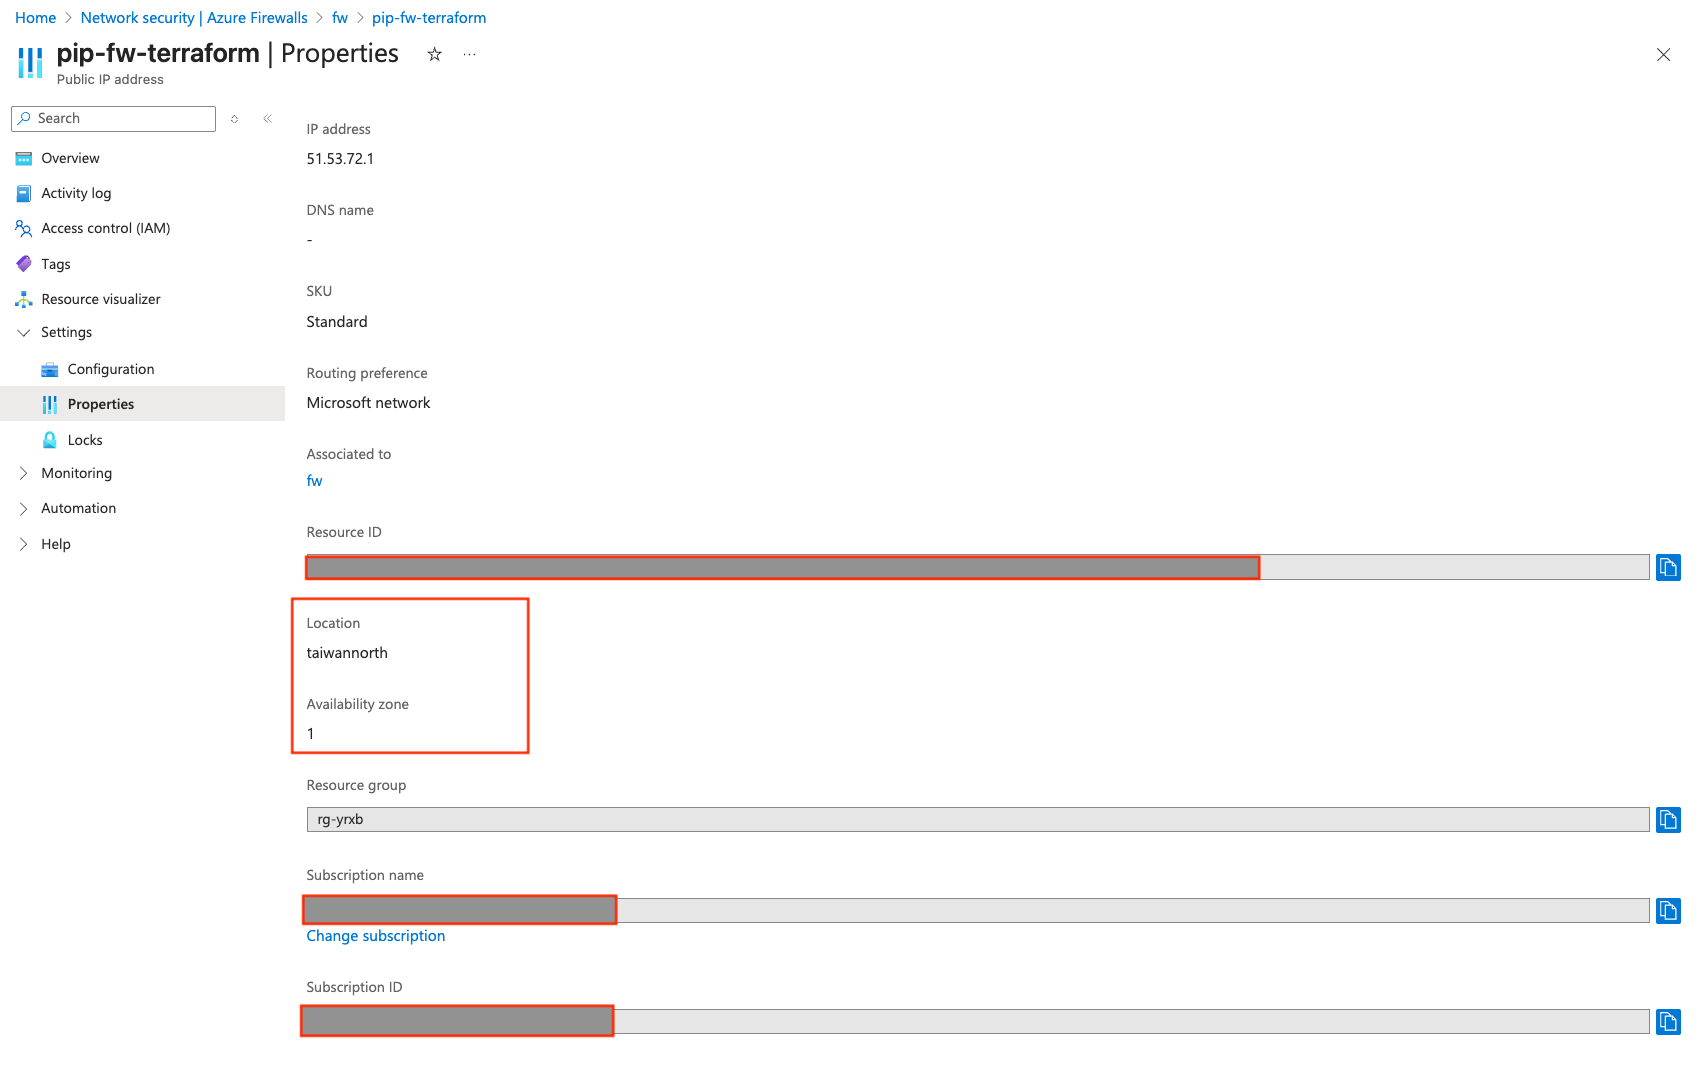 Home > Network security | Azure Firewalls > fw > pip-fw-terraform
pip-fw-terraform | Properties
Public IP address
Search
Overview
Activity log
Access control (IAM)
Tags
Resource visualizer
Settings
Configuration
Properties
Locks
Monitoring
Automation
Help
IP address
51.53.72.1
DNS name
-
SKU
Standard
Routing preference
Microsoft network
Associated to
fw
Resource ID
Location
taiwannorth
Availability zone
1
Resource group
rg-yrxb
Subscription name
Change subscription
Subscription ID